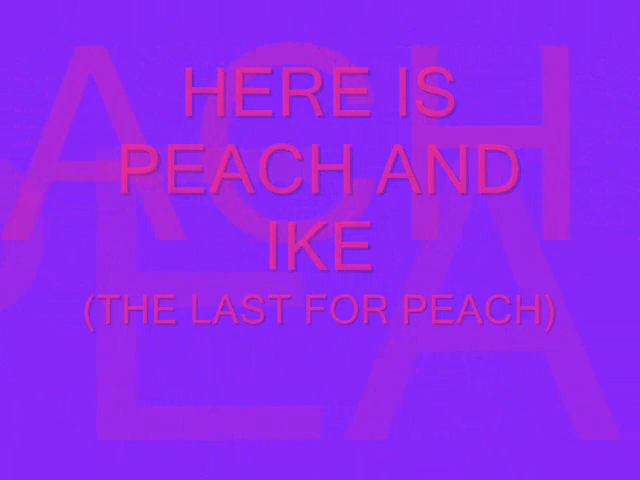 HERE IS
PEACH AND
IKE
(THE LAST FOR PEACH)